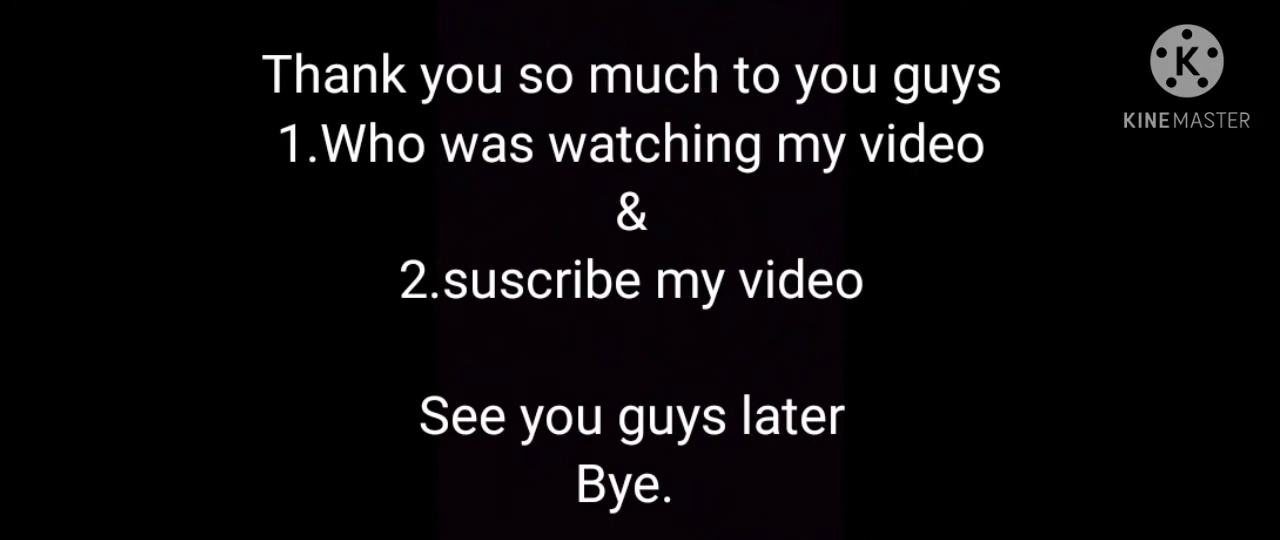 Thank you so much to you guys
1.Who was watching my video
&
2.suscribe my video
See you guys later
Bye.
K
KINEMASTER